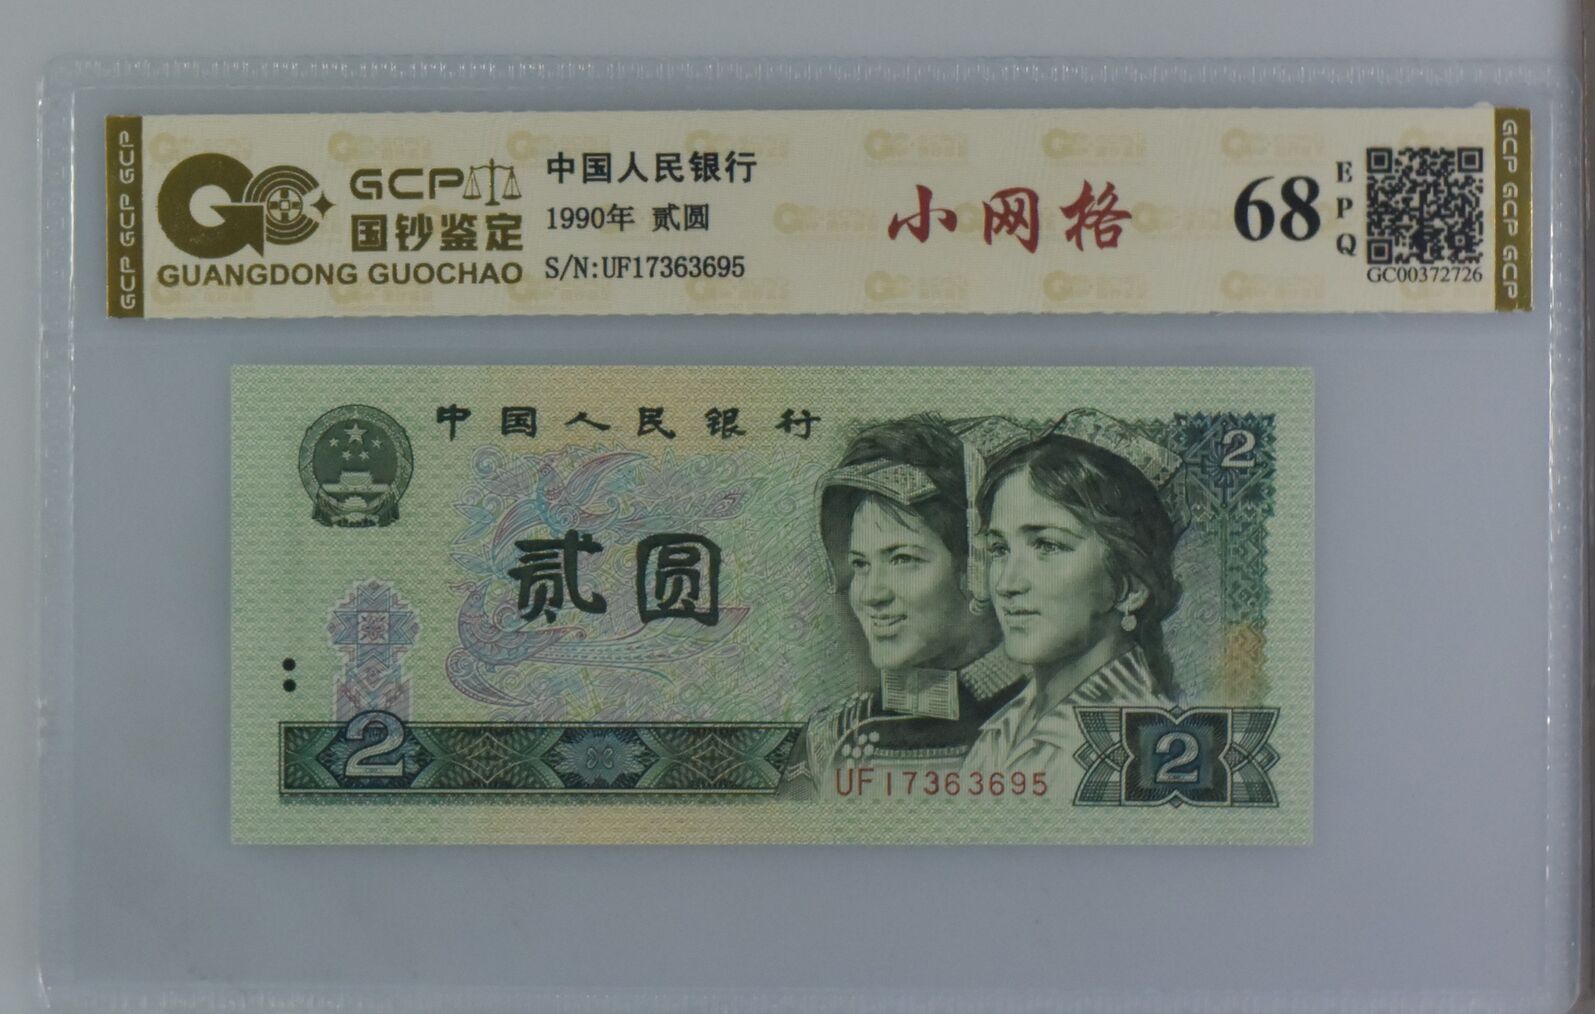 GCP GCP GCP
GCP
国钞鉴定
GUANGDONG GUOCHAO
中国人民银行
1990年 贰圆
S/N:UF17363695
小网格
68
EPQ
GC00372726
GCP GCP GCP
中国人民银行
2
贰圆
2
UF17363695
2